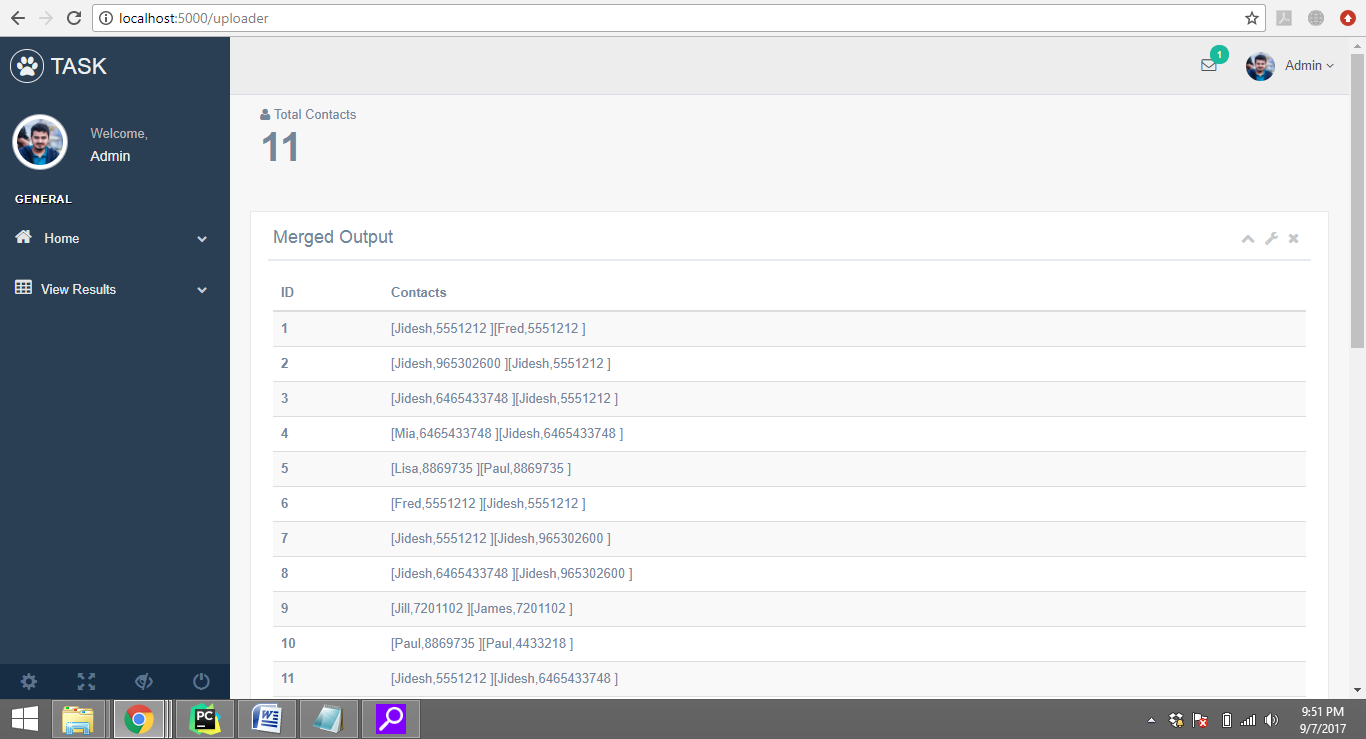 localhost:5000/uploader
TASK
1
Admin
Welcome,
Admin
GENERAL
Home
View Results
Total Contacts
11
Merged Output
ID Contacts
1 [Jidesh,5551212 ][Fred,5551212 ]
2 [Jidesh,965302600 ][Jidesh,5551212 ]
3 [Jidesh,6465433748 ][Jidesh,5551212 ]
4 [Mia,6465433748 ][Jidesh,6465433748 ]
5 [Lisa,8869735 ][Paul,8869735 ]
6 [Fred,5551212 ][Jidesh,5551212 ]
7 [Jidesh,5551212 ][Jidesh,965302600 ]
8 [Jidesh,6465433748 ][Jidesh,965302600 ]
9 [Jill,7201102 ][James,7201102 ]
10 [Paul,8869735 ][Paul,4433218 ]
11 [Jidesh,5551212 ][Jidesh,6465433748 ]
PC
W
9:51 PM
9/7/2017